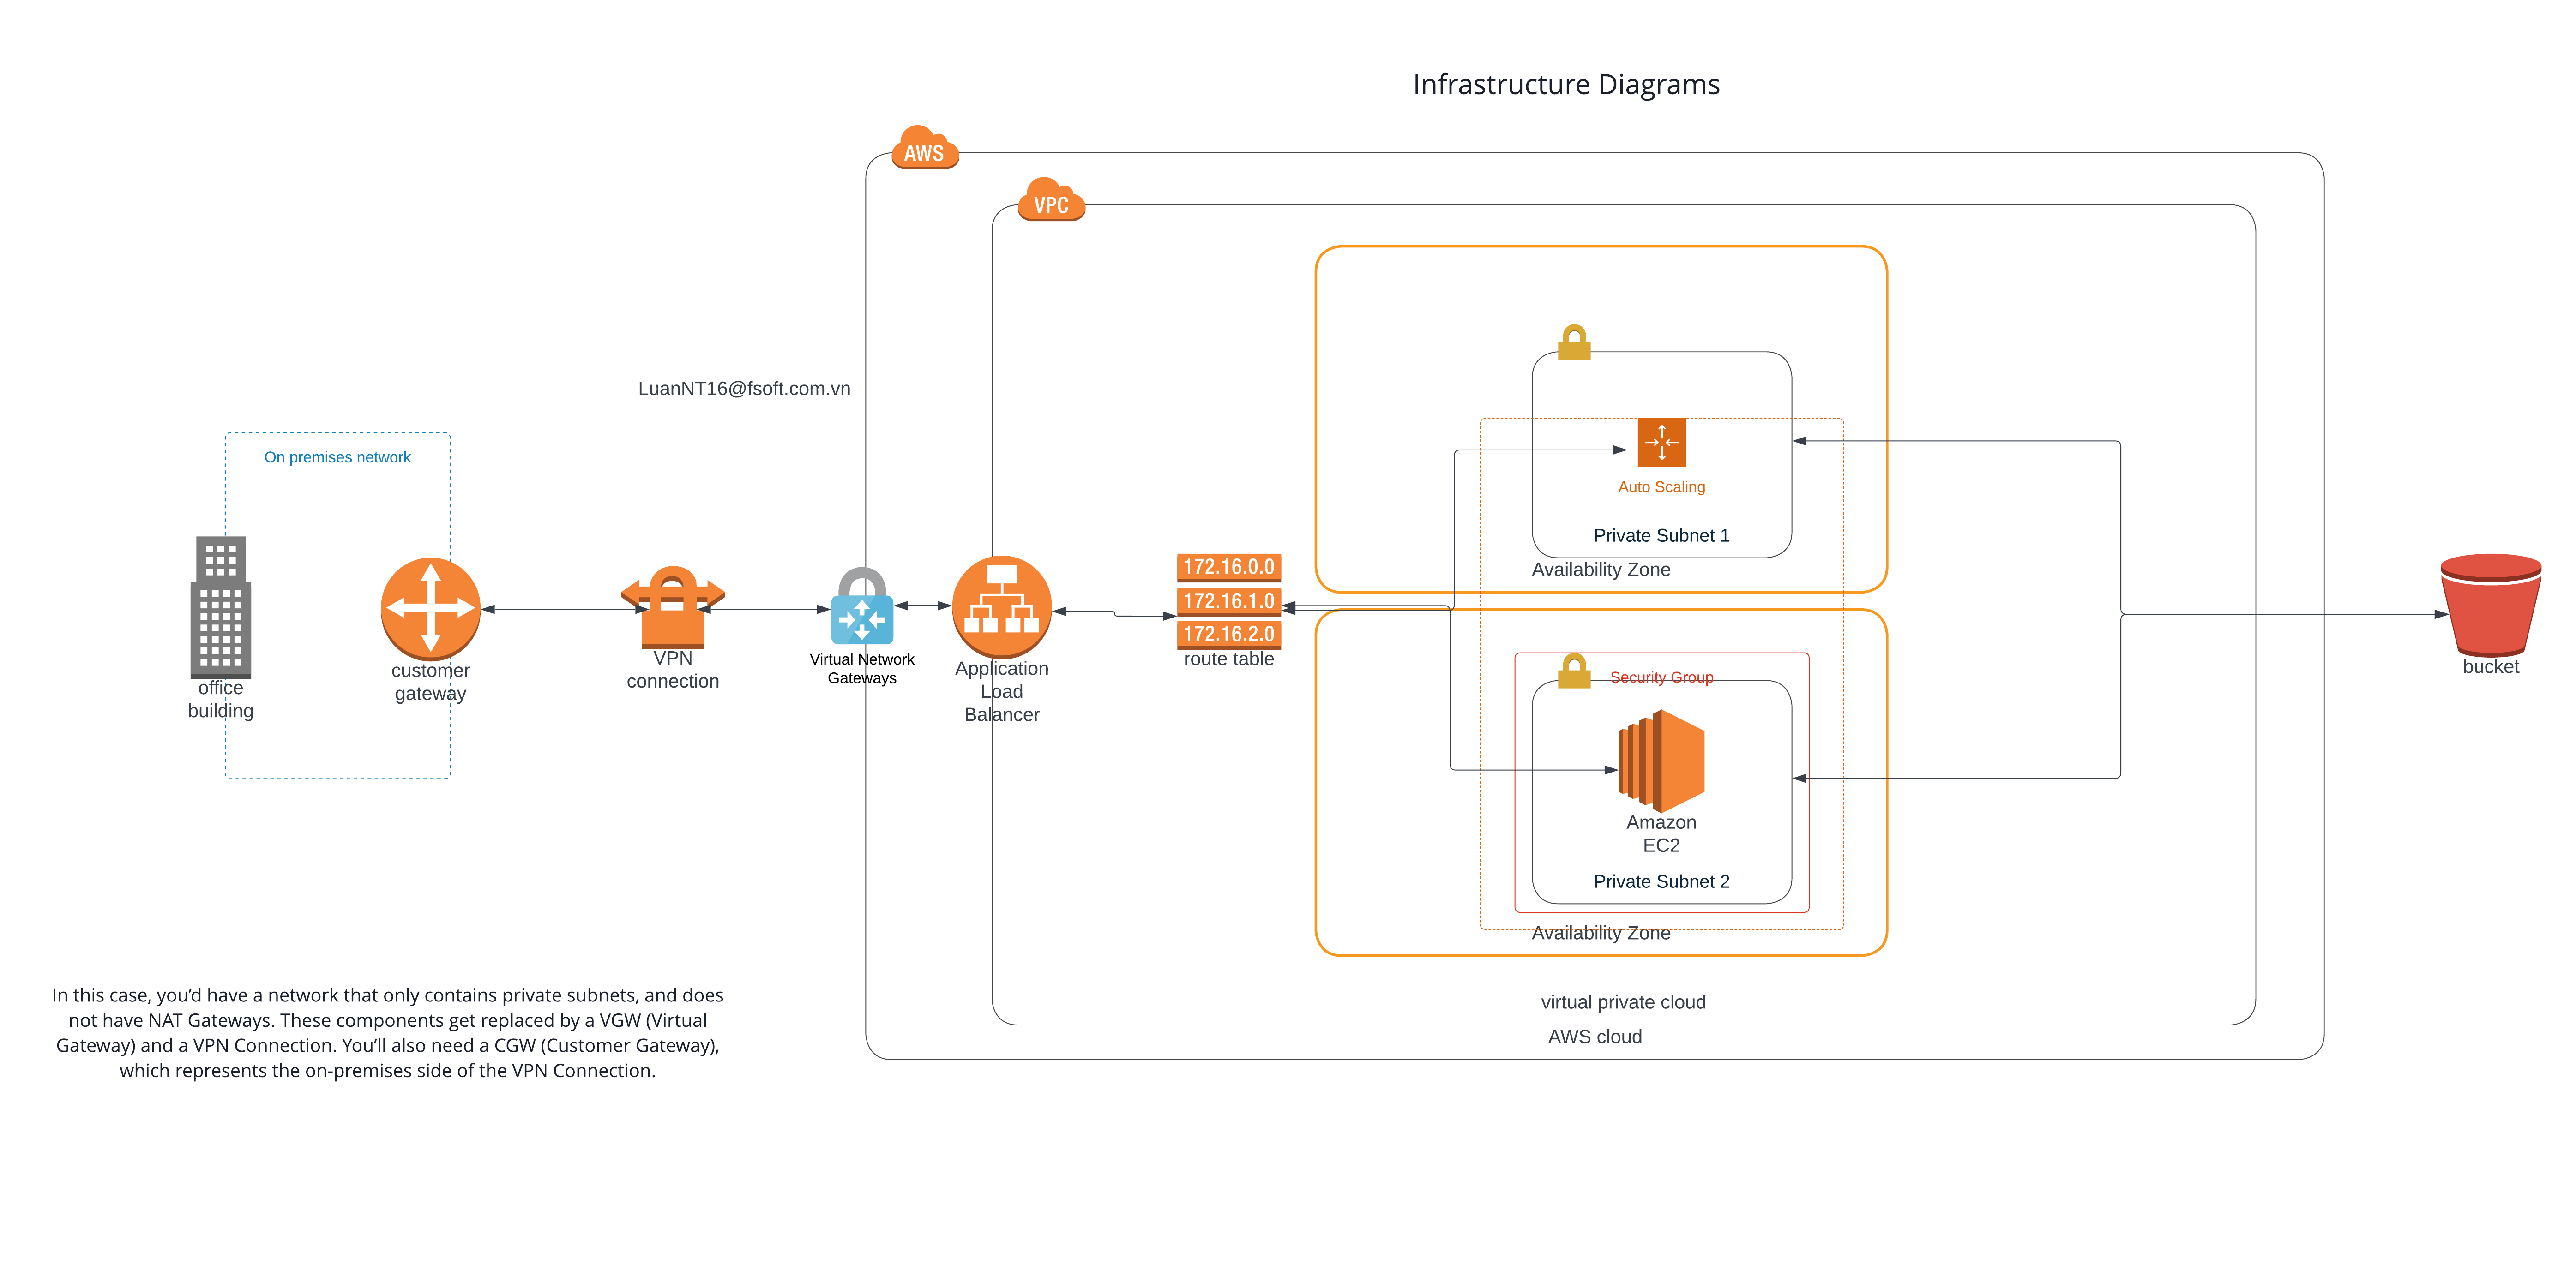 Infrastructure Diagrams
AWS
VPC
LuanNT16@fsoft.com.vn
On premises network
office
building
customer
gateway
VPN
connection
Virtual Network
Gateways
Application
Load
Balancer
172.16.0.0
172.16.1.0
172.16.2.0
route table
Auto Scaling
Private Subnet 1
Availability Zone
Security Group
Amazon
EC2
Private Subnet 2
Availability Zone
virtual private cloud
AWS cloud
bucket
In this case, you’d have a network that only contains private subnets, and does
not have NAT Gateways. These components get replaced by a VGW (Virtual
Gateway) and a VPN Connection. You’ll also need a CGW (Customer Gateway),
which represents the on-premises side of the VPN Connection.